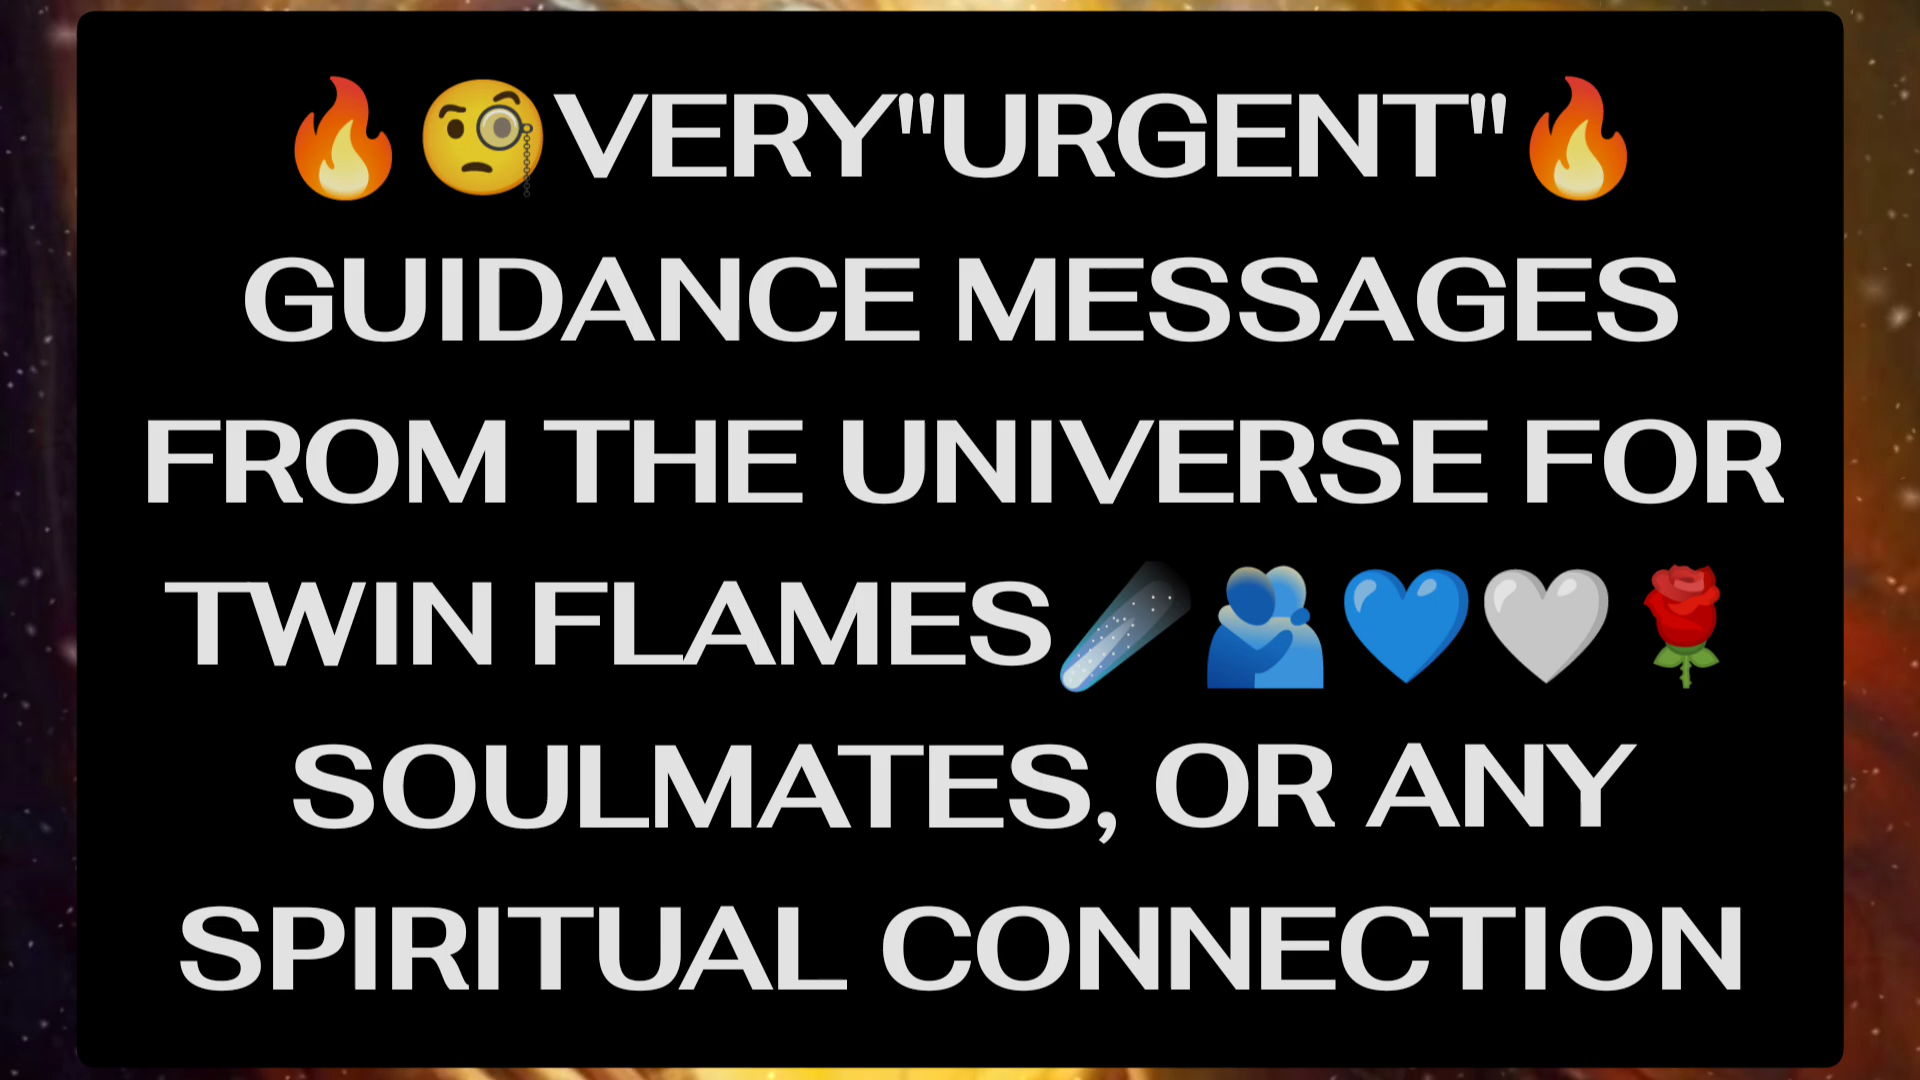 🔥🧐VERY"URGENT"🔥
GUIDANCE MESSAGES
FROM THE UNIVERSE FOR
TWIN FLAMES☄️🫂💙🤍🌹
SOULMATES, OR ANY
SPIRITUAL CONNECTION